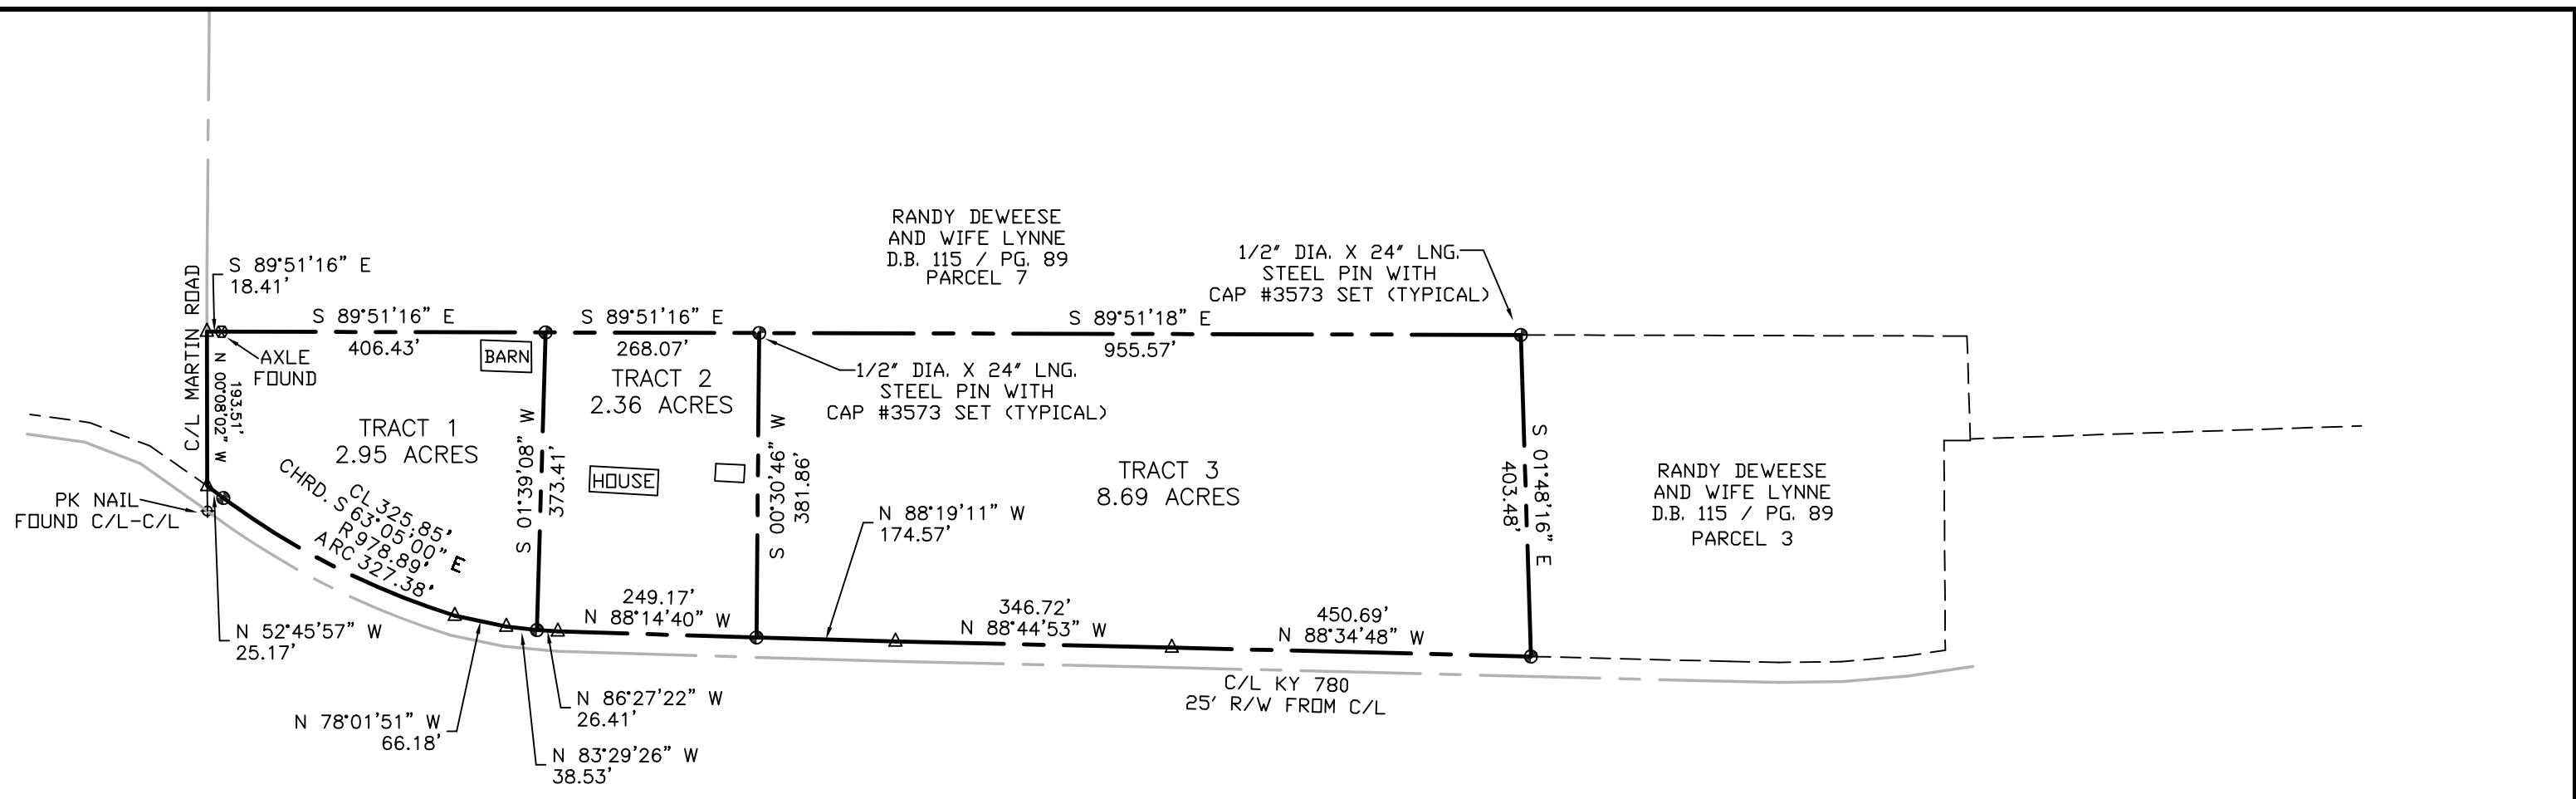 RANDY DEWEESE
AND WIFE LYNNE
D.B. 115 / PG. 89
PARCEL 7
1/2" DIA. X 24" LNG.
STEEL PIN WITH
CAP #3573 SET (TYPICAL)
C/L MARTIN ROAD
S 89°51'16" E
18.41'
S 89°51'16" E
406.43'
S 89°51'16" E
268.07'
S 89°51'18" E
955.57'
AXLE
FOUND
BARN
193.51'
N 00°08'02" W
TRACT 1
2.95 ACRES
TRACT 2
2.36 ACRES
1/2" DIA. X 24" LNG.
STEEL PIN WITH
CAP #3573 SET (TYPICAL)
S 01°39'08" W
373.41'
HOUSE
S 00°30'46" W
381.86'
TRACT 3
8.69 ACRES
S 01°48'16" E
403.48'
RANDY DEWEESE
AND WIFE LYNNE
D.B. 115 / PG. 89
PARCEL 3
PK NAIL
FOUND C/L-C/L
CL 325.85'
CHRD. S 63°05'00" E
R 978.89'
ARC 327.38'
N 88°19'11" W
174.57'
249.17'
N 88°14'40" W
346.72'
N 88°44'53" W
450.69'
N 88°34'48" W
N 52°45'57" W
25.17'
C/L KY 780
25' R/W FROM C/L
N 86°27'22" W
26.41'
N 78°01'51" W
66.18'
N 83°29'26" W
38.53'